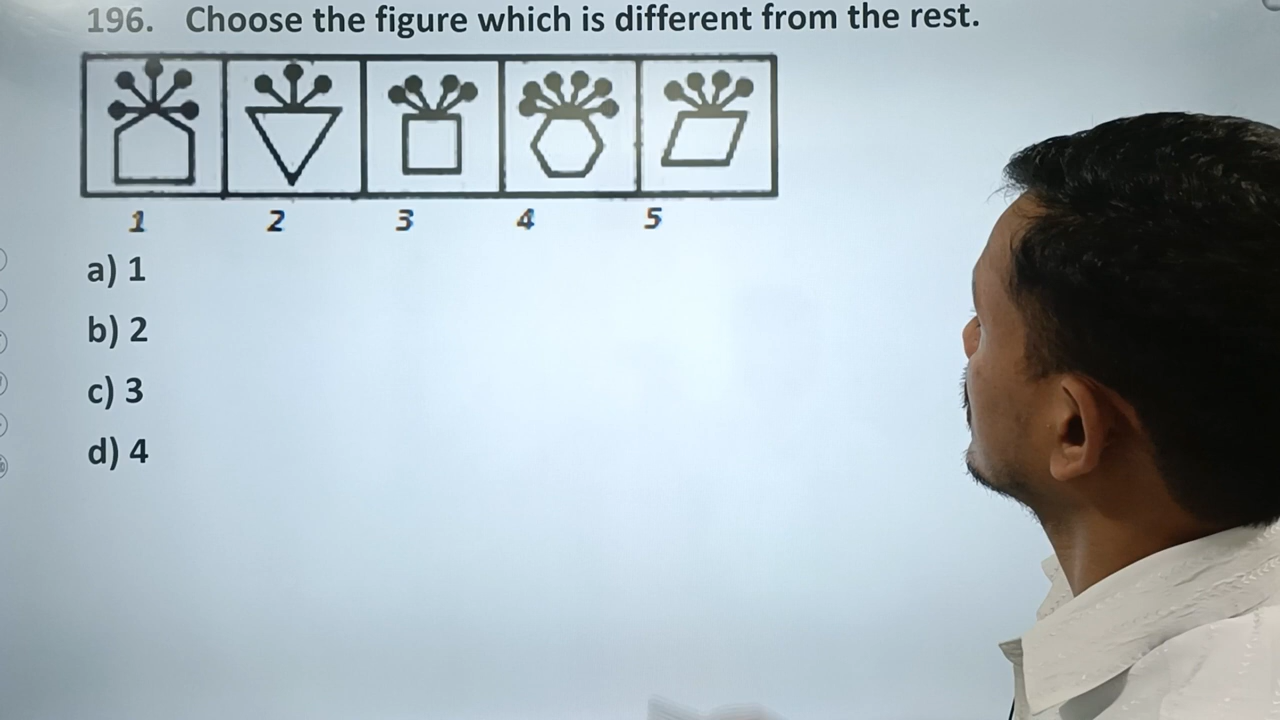 196. Choose the figure which is different from the rest.
1 2 3 4 5
a) 1
b) 2
c) 3
d) 4